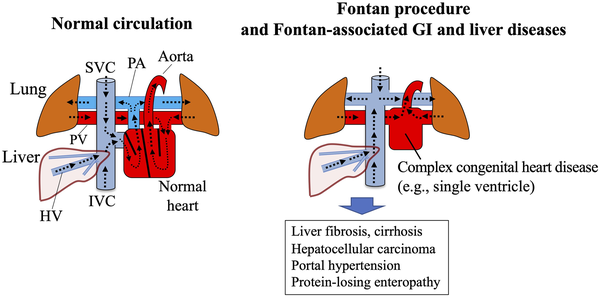 Normal circulation
Fontan procedure
and Fontan-associated GI and liver diseases
Aorta
SVC
PA
Lung
PV
Liver
HV
IVC
Normal
heart
Complex congenital heart disease
(e.g., single ventricle)
Liver fibrosis, cirrhosis
Hepatocellular carcinoma
Portal hypertension
Protein-losing enteropathy